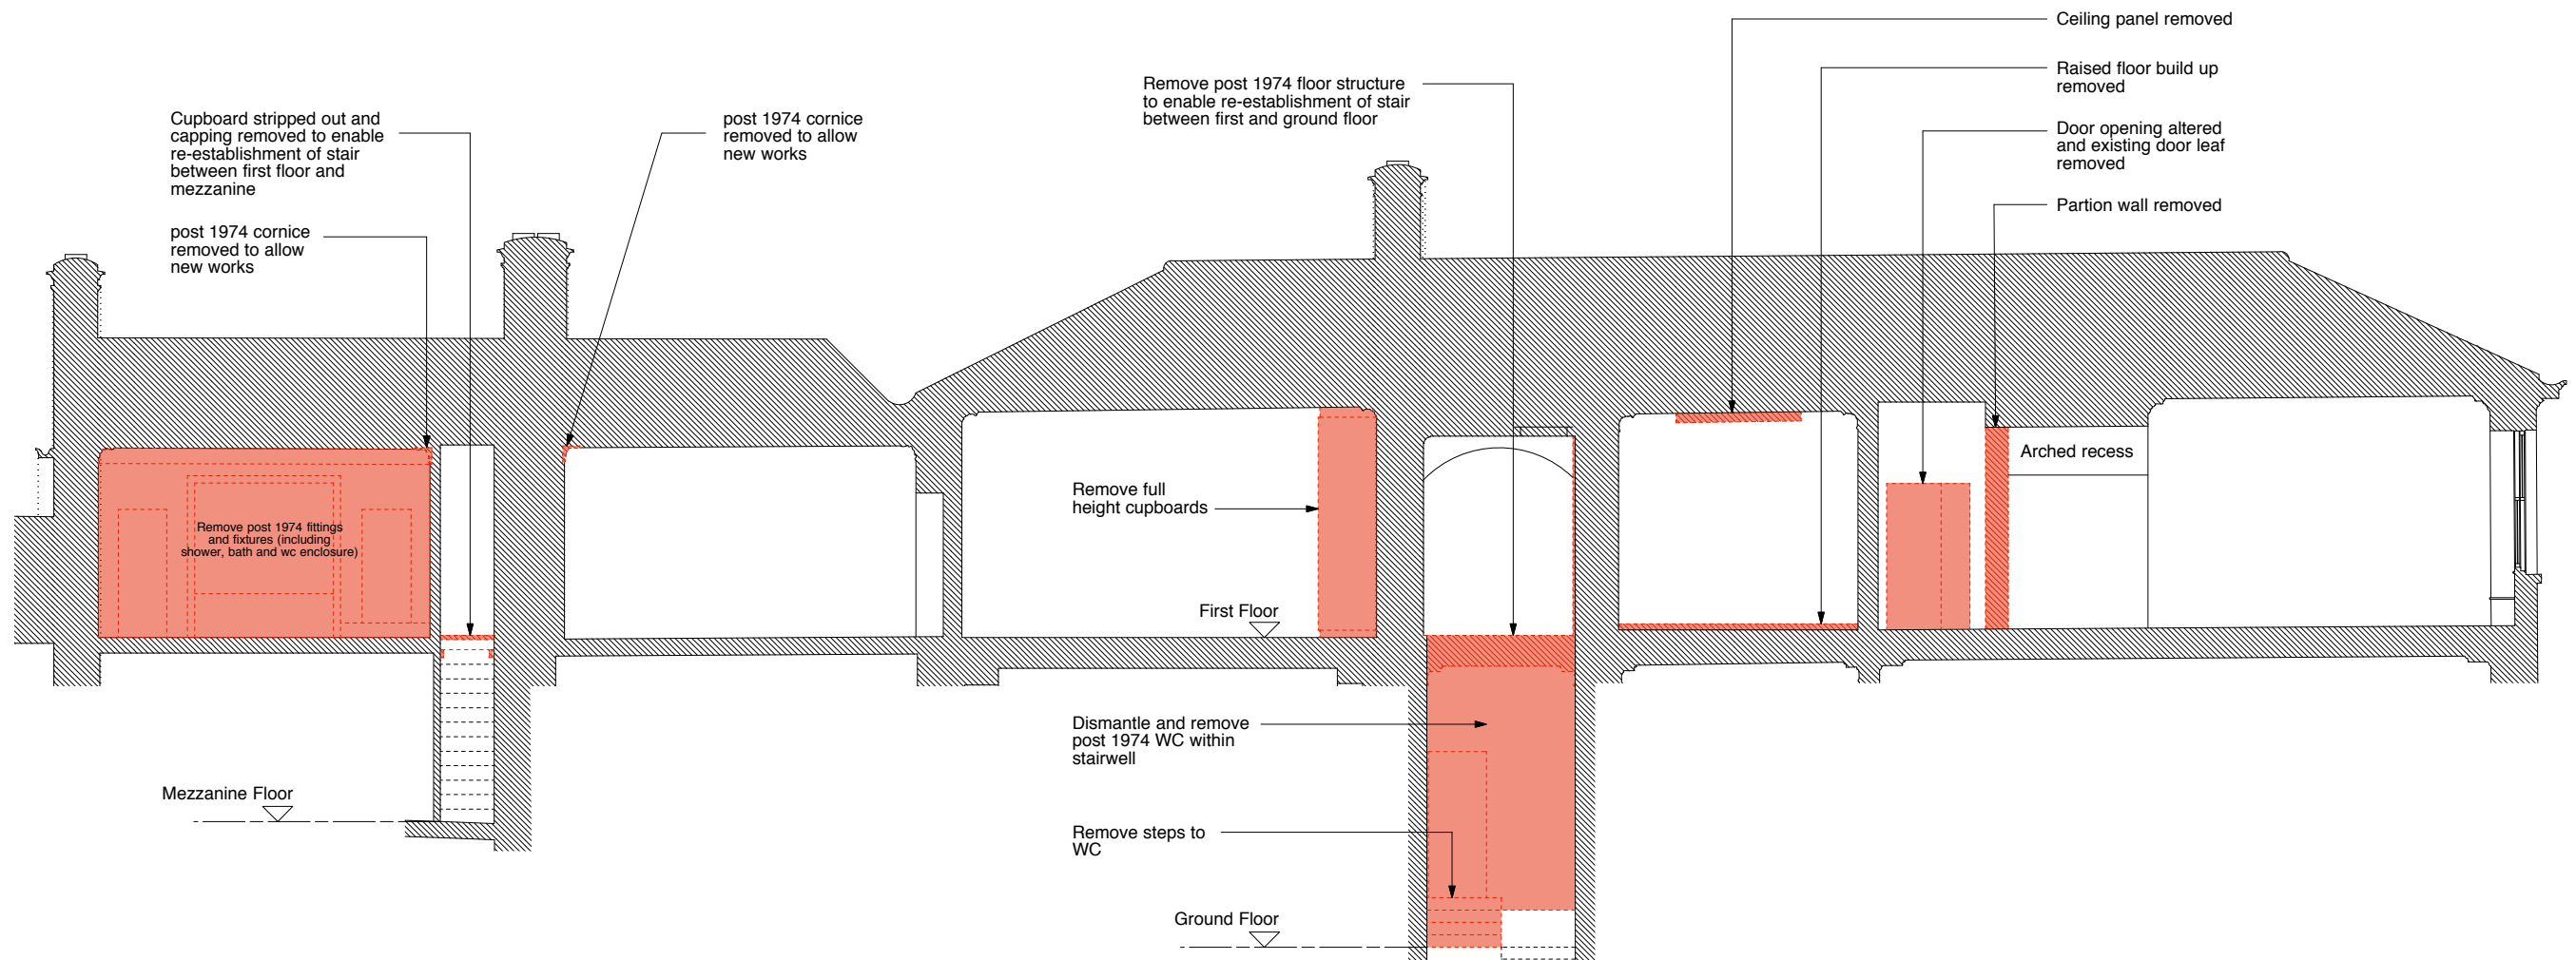 Ceiling panel removed
Raised floor build up
removed
Door opening altered
and existing door leaf
removed
Partion wall removed
Remove post 1974 floor structure
to enable re-establishment of stair
between first and ground floor
Cupboard stripped out and
capping removed to enable
re-establishment of stair
between first floor and
mezzanine
post 1974 cornice
removed to allow
new works
post 1974 cornice
removed to allow
new works
Arched recess
Remove full
height cupboards
Remove post 1974 fittings
and fixtures (including
shower, bath and wc enclosure)
First Floor
Dismantle and remove
post 1974 WC within
stairwell
Mezzanine Floor
Remove steps to
WC
Ground Floor